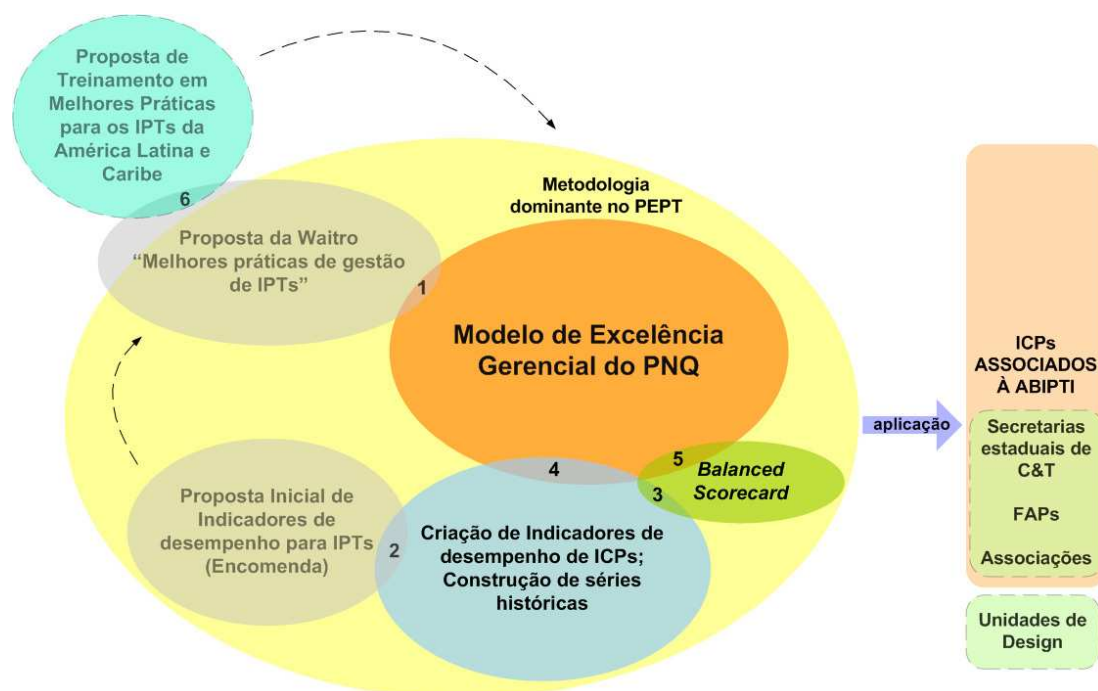 Proposta de
Treinamento em
Melhores Práticas
para os IPTs da
América Latina e
Caribe
6
Proposta da Waitro
“Melhores práticas de gestão
de IPTs”
Metodologia
dominante no PEPT
1
Modelo de Excelência
Gerencial do PNQ
4
5
3
Balanced
Scorecard
Proposta Inicial de
Indicadores de
desempenho para IPTs
(Encomenda)
2
Criação de Indicadores de
desempenho de ICPs;
Construção de séries
históricas
aplicação
ICPs
ASSOCIADOS
À ABIPTI
Secretarias
estaduais de
C&T
FAPs
Associações
Unidades de
Design